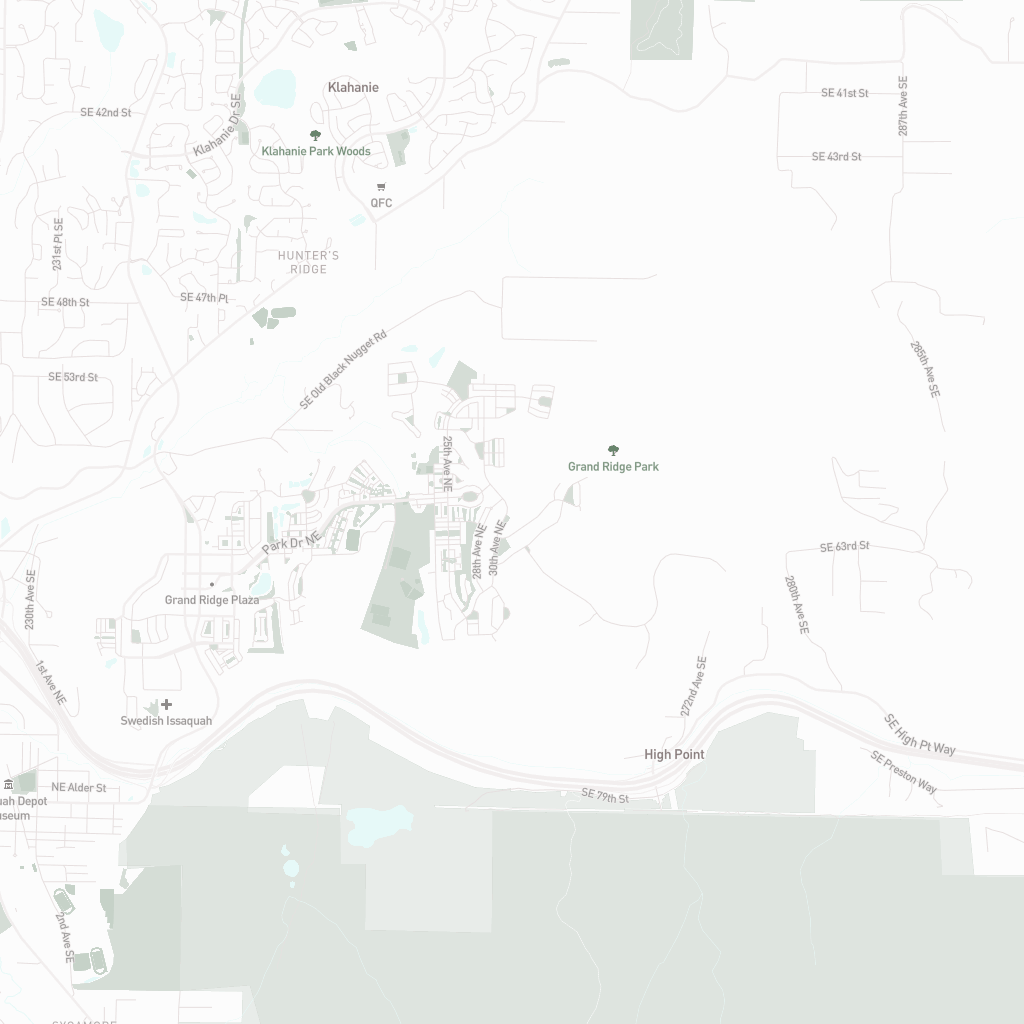 Klahanie
SE 42nd St
Klahanie Dr SE
Klahanie Park Woods
QFC
SE 41st St
287th Ave SE
SE 43rd St
231st Pl SE
HUNTER'S
RIDGE
SE 47th Pl
SE 48th St
SE Old Black Nugget Rd
SE 53rd St
285th Ave SE
25th Ave NE
Grand Ridge Park
28th Ave NE
30th Ave NE
Park Dr NE
SE 63rd St
230th Ave SE
Grand Ridge Plaza
280th Ave SE
1st Ave NE
272nd Ave SE
Swedish Issaquah
SE High Pt Way
High Point
SE Preston Way
NE Alder St
SE 79th St
uah Depot
useum
2nd Ave SE
SYCAMORE